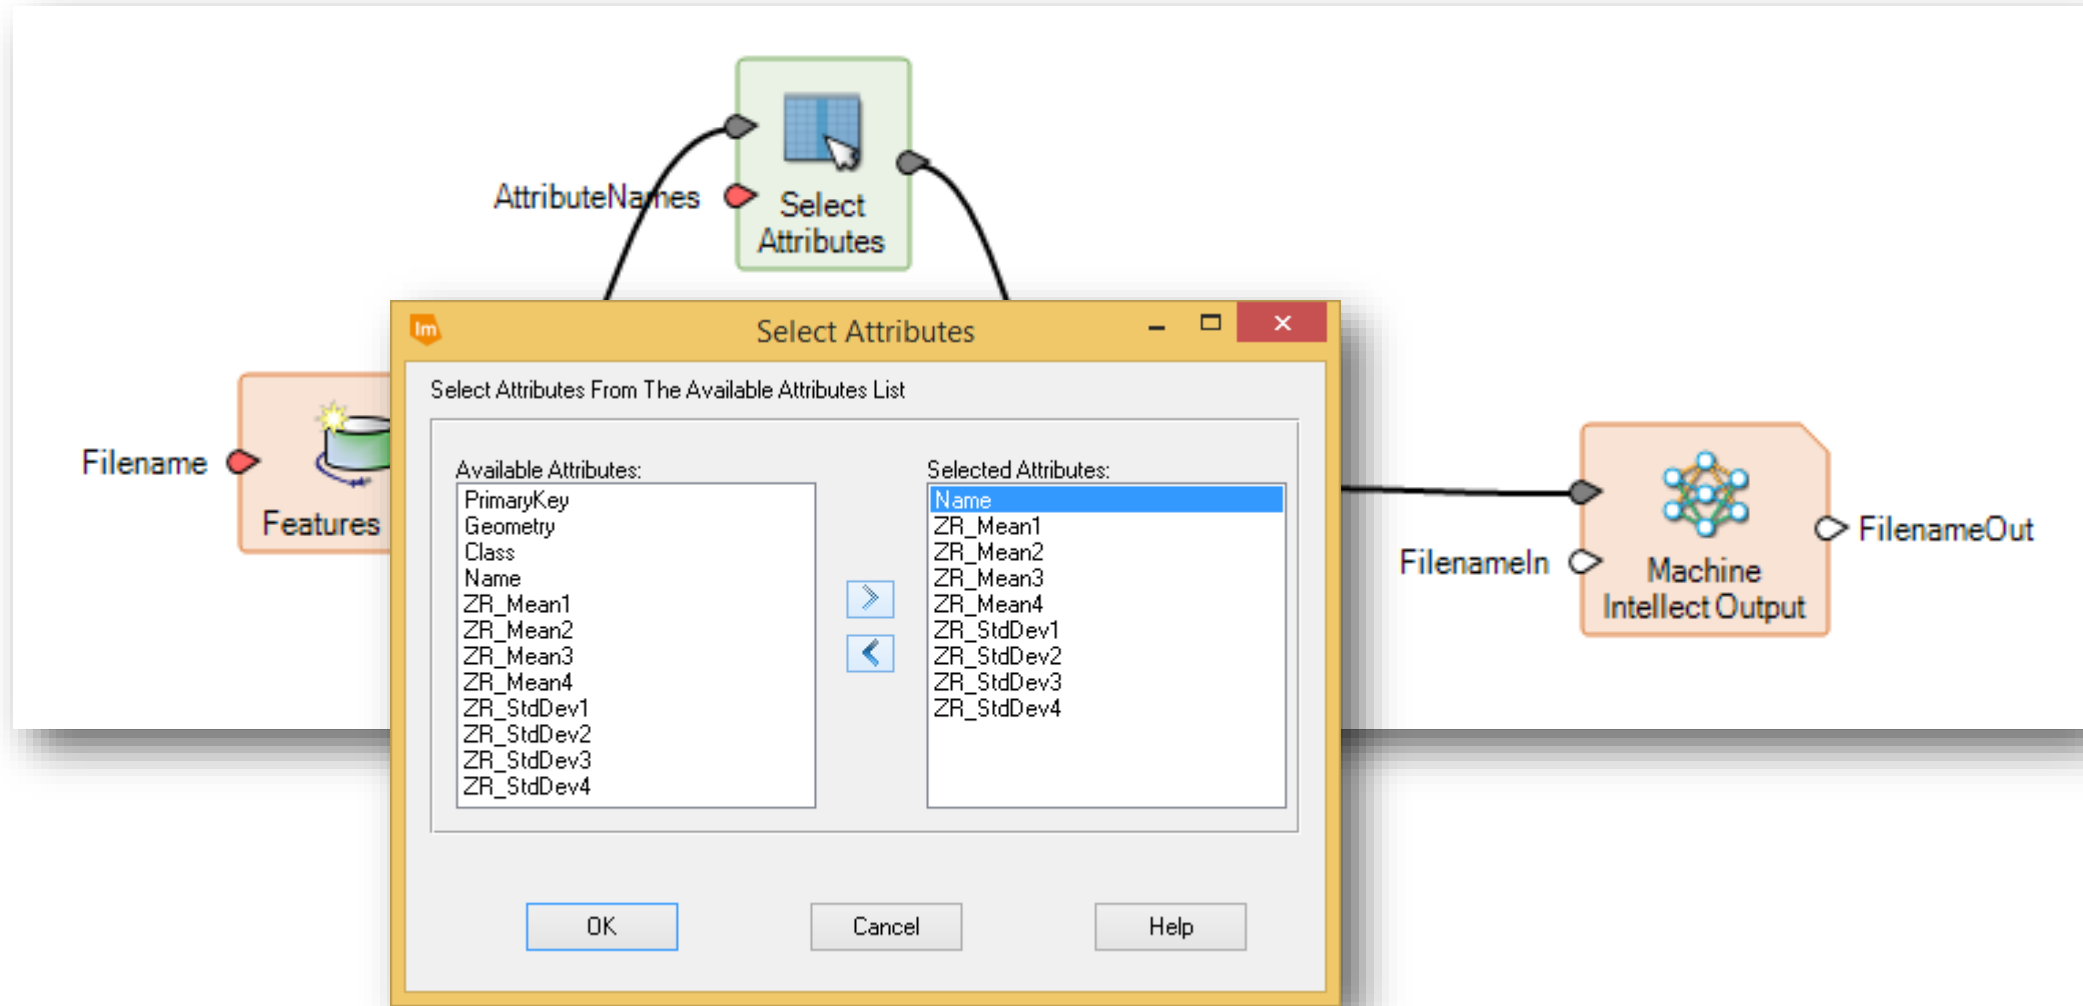 AttributeNames
Select
Attributes
Im
Select Attributes
Select Attributes From The Available Attributes List
Filename
Features
Available Attributes:
PrimaryKey
Geometry
Class
Name
ZR_Mean1
ZR_Mean2
ZR_Mean3
ZR_Mean4
ZR_StdDev1
ZR_StdDev2
ZR_StdDev3
ZR_StdDev4
Selected Attributes:
Name
ZR_Mean1
ZR_Mean2
ZR_Mean3
ZR_Mean4
ZR_StdDev1
ZR_StdDev2
ZR_StdDev3
ZR_StdDev4
OK
Cancel
Help
FilenameIn
Machine
Intellect Output
FilenameOut